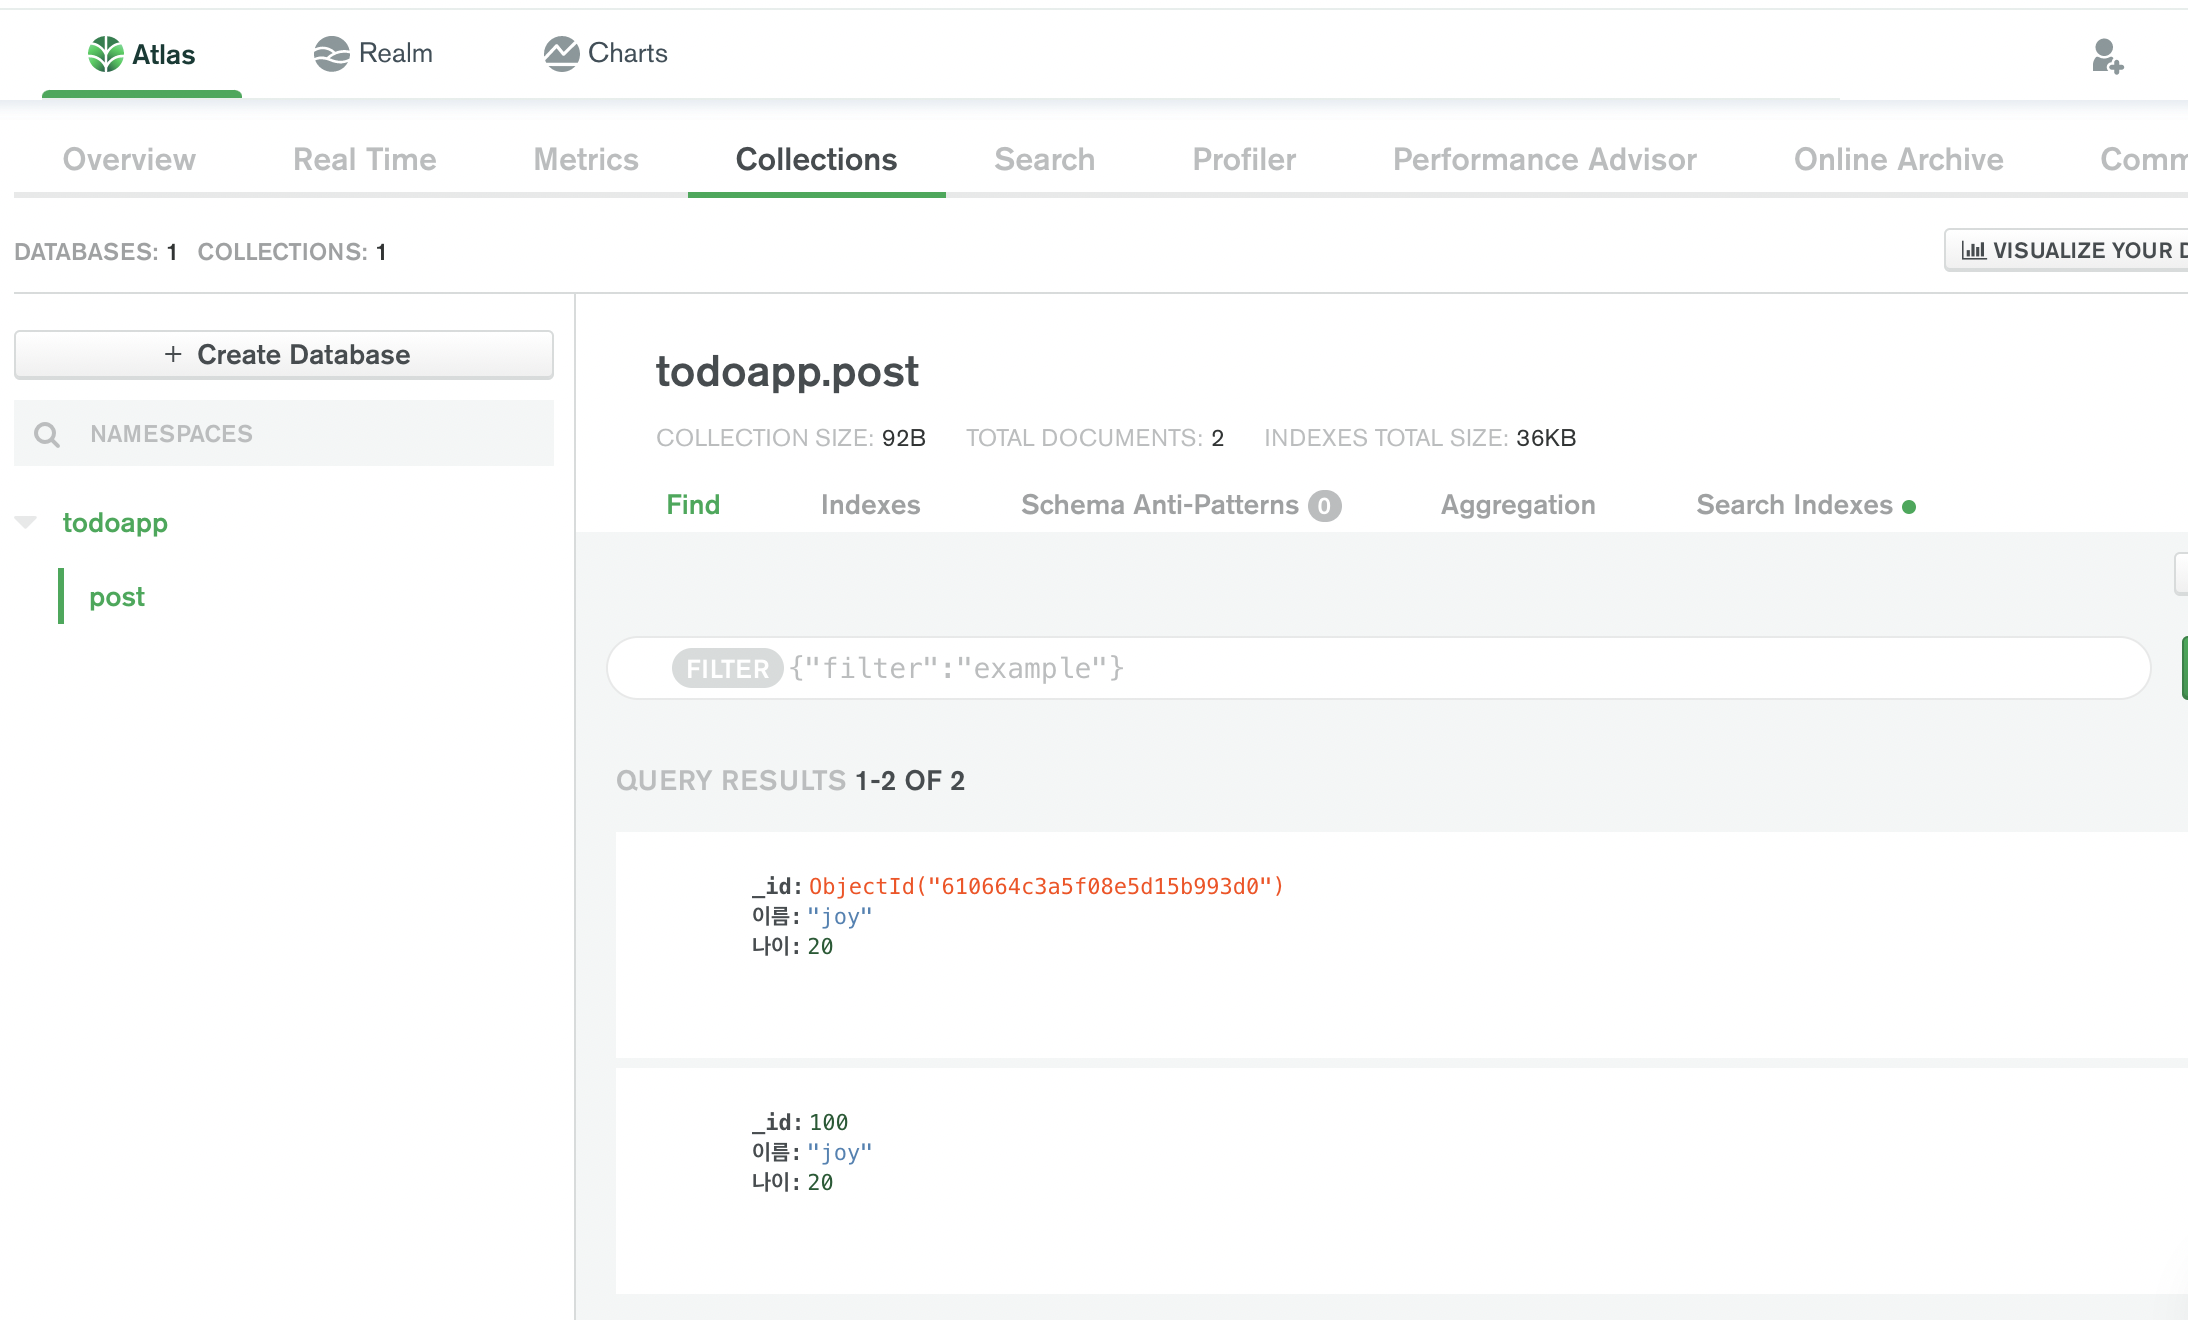 Atlas Realm Charts
Overview Real Time Metrics Collections Search Profiler Performance Advisor Online Archive
DATABASES: 1 COLLECTIONS: 1
VISUALIZE YOUR
+ Create Database
NAMESPACES
todoapp
post
todoapp.post
COLLECTION SIZE: 92B TOTAL DOCUMENTS: 2 INDEXES TOTAL SIZE: 36KB
Find Indexes Schema Anti-Patterns 0 Aggregation Search Indexes
FILTER {"filter":"example"}
QUERY RESULTS 1-2 OF 2
_id: ObjectId("610664c3a5f08e5d15b993d0")
이름: "joy"
나이: 20
_id: 100
이름: "joy"
나이: 20